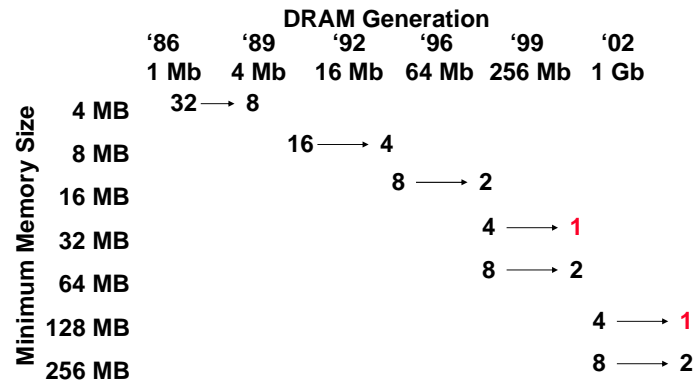 DRAM Generation
‘86 ‘89 ‘92 ‘96 ‘99 ‘02
1 Mb 4 Mb 16 Mb 64 Mb 256 Mb 1 Gb
Minimum Memory Size
4 MB 32 8
8 MB 16 4
16 MB 8 2
32 MB 4 1
64 MB 8 2
128 MB 4 1
256 MB 8 2